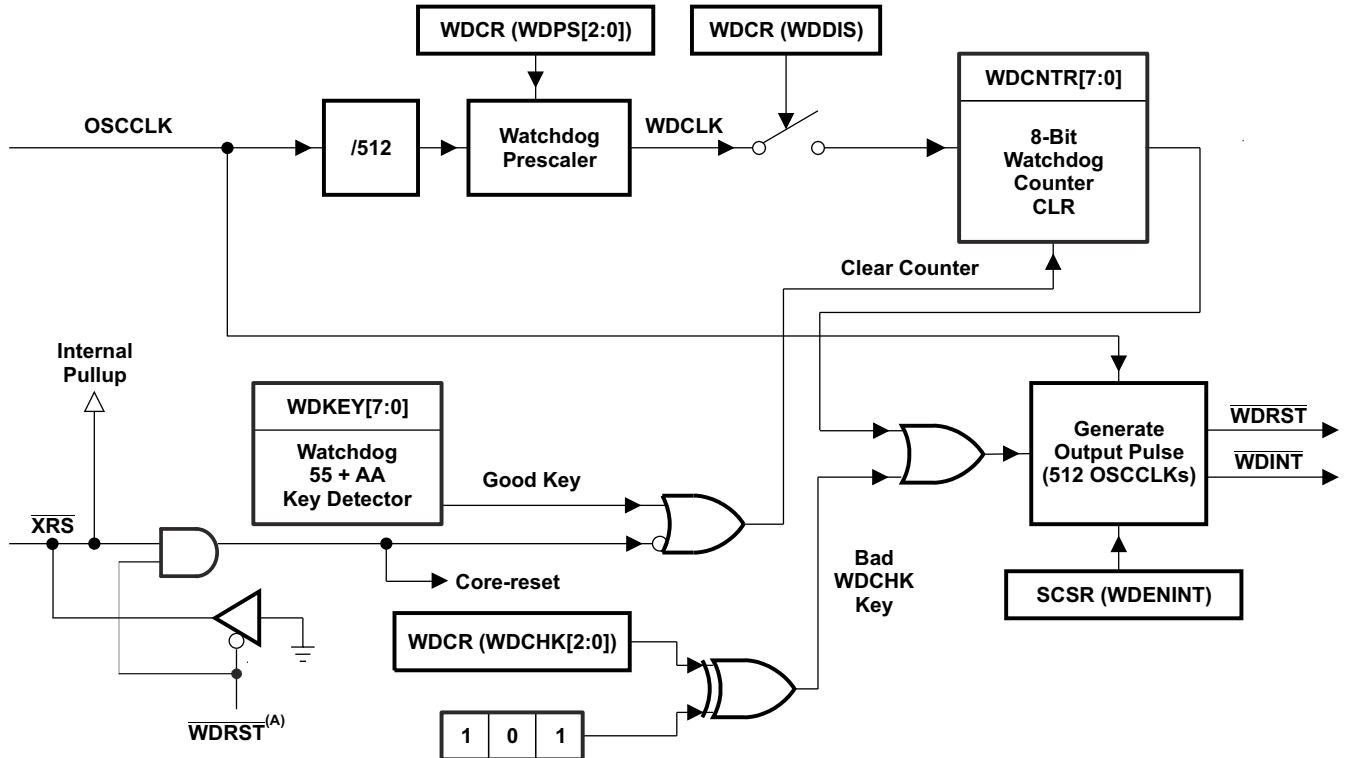 WDCR (WDPS[2:0])
WDCR (WDDIS)
OSCCLK
/512
Watchdog
Prescaler
WDCLK
WDCNTR[7:0]
8-Bit
Watchdog
Counter
CLR
Clear Counter
Internal
Pullup
WDKEY[7:0]
Watchdog
55 + AA
Key Detector
Good Key
Generate
Output Pulse
(512 OSCCLKs)
WDRST
WDINT
XRS
Core-reset
Bad
WDCHK
Key
SCSR (WDENINT)
WDCR (WDCHK[2:0])
WDRST(A)
1 0 1